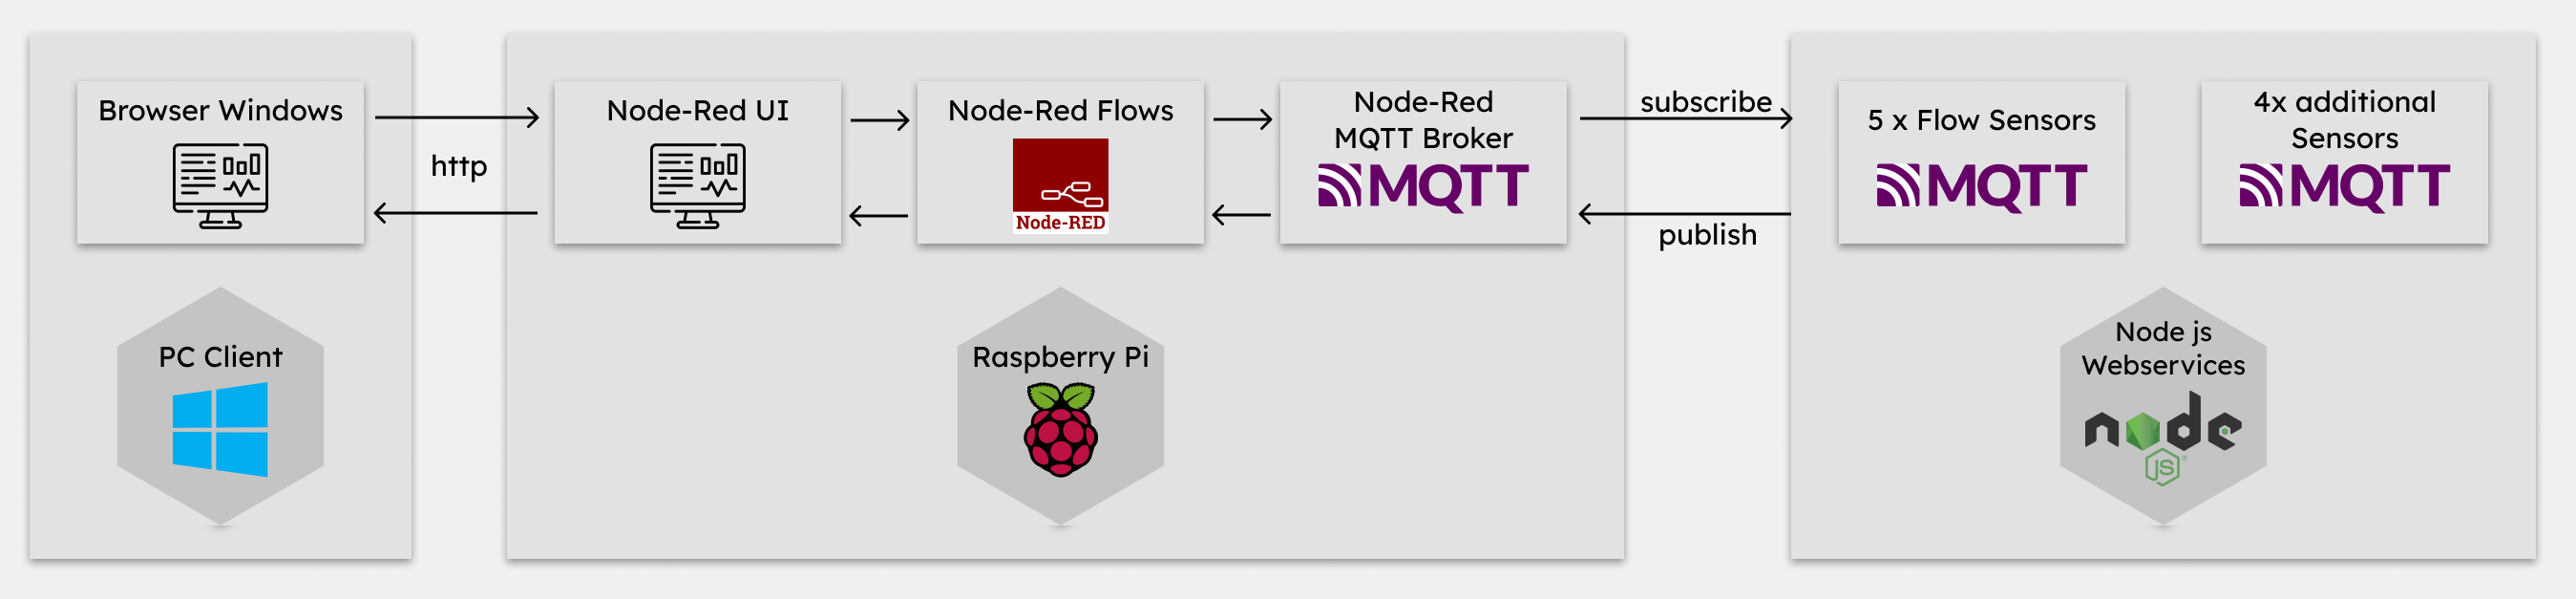 Browser Windows
http
Node-Red UI
Node-Red Flows
Node-RED
Node-Red
MQTT Broker
MQTT
subscribe
publish
5 x Flow Sensors
MQTT
4x additional
Sensors
MQTT
PC Client
Raspberry Pi
Node js
Webservices
node
JS